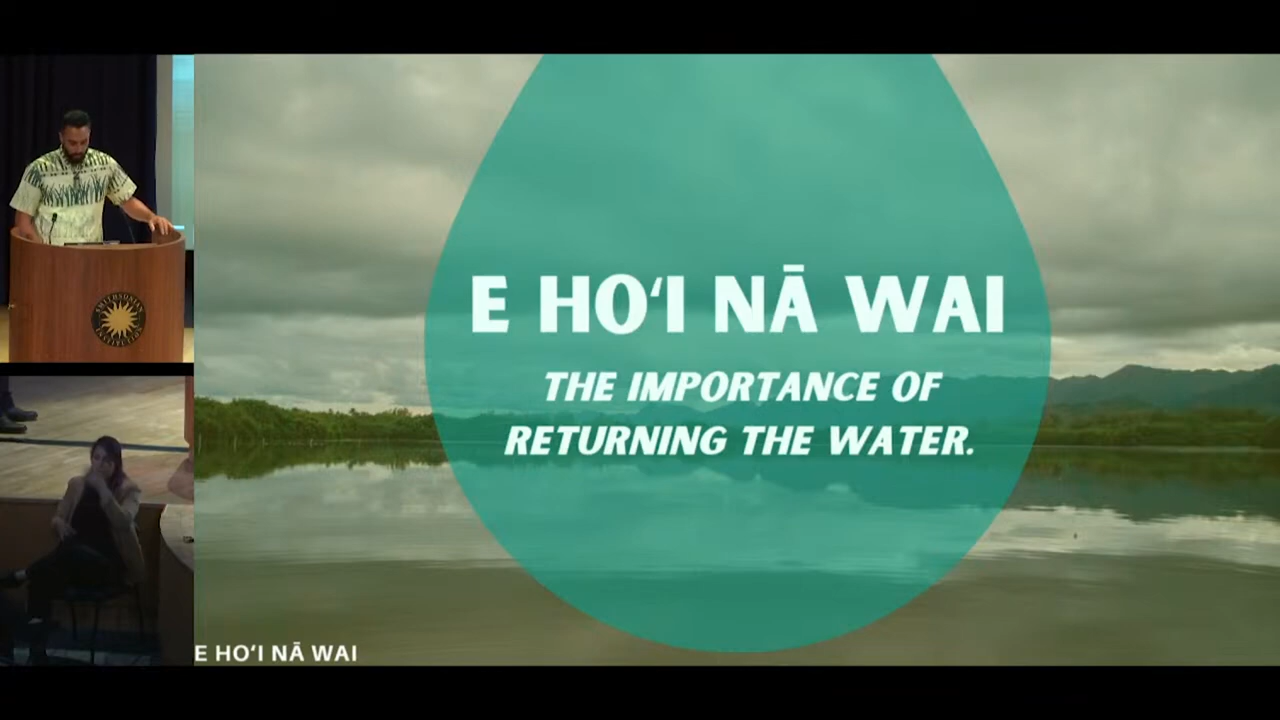 E HOʻI NĀ WAI
THE IMPORTANCE OF
RETURNING THE WATER.
E HOʻI NĀ WAI